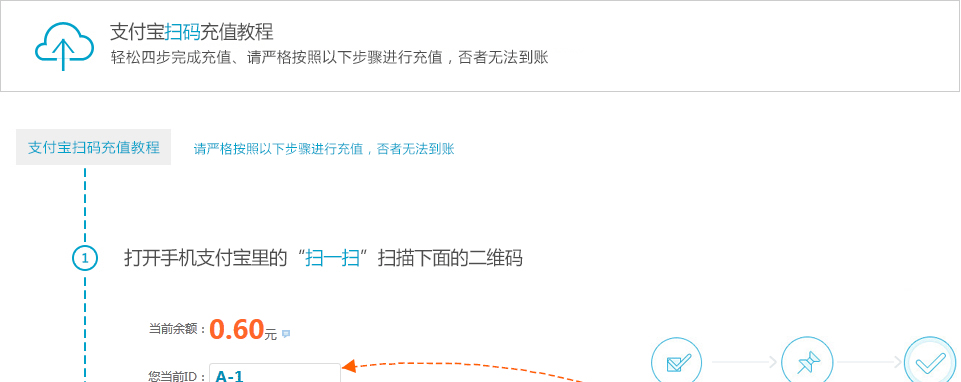 支付宝扫码充值教程
轻松四步完成充值、请严格按照以下步骤进行充值，否者无法到账
支付宝扫码充值教程
请严格按照以下步骤进行充值，否者无法到账
1
打开手机支付宝里的“扫一扫”扫描下面的二维码
当前余额：0.60元
您当前ID：A-1